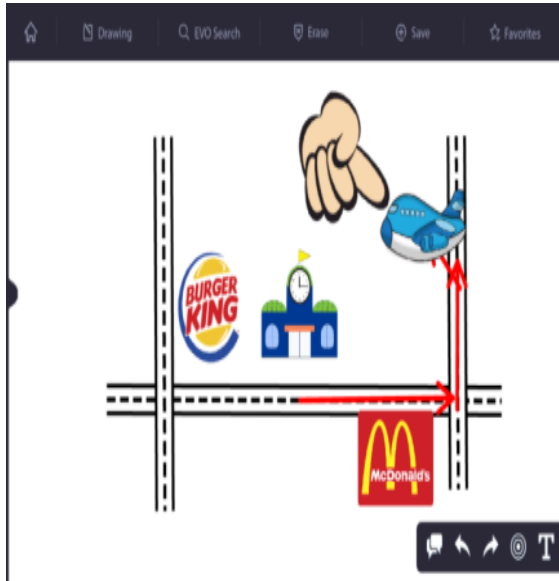 Drawing
EVO Search
Erase
Save
Favorites
BURGER
KING
McDonald's
T